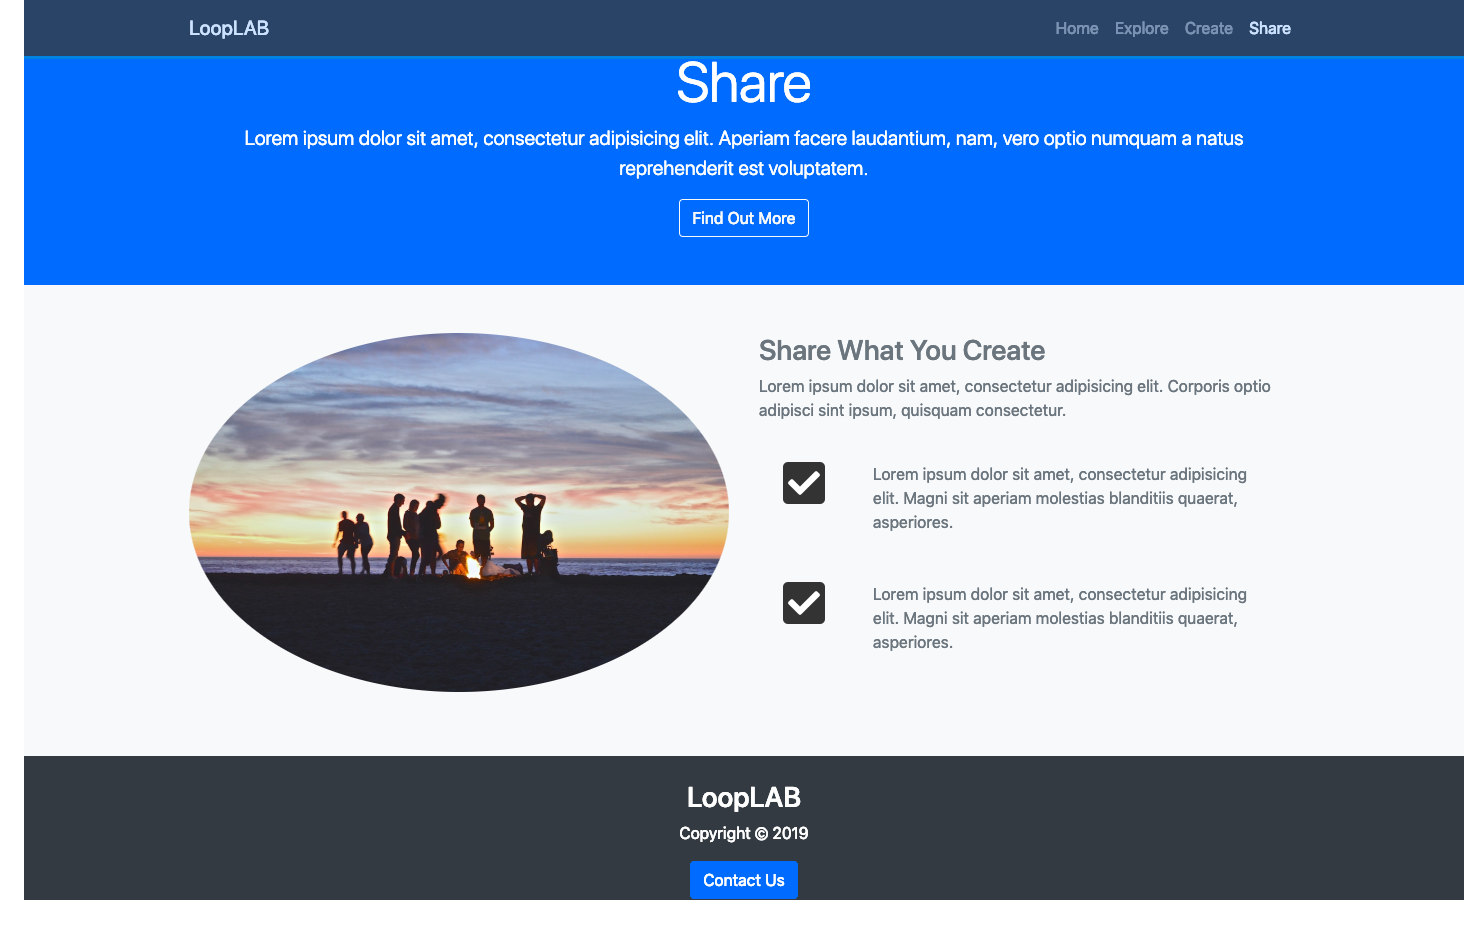 LoopLAB
Home Explore Create Share
Share
Lorem ipsum dolor sit amet, consectetur adipisicing elit. Aperiam facere laudantium, nam, vero optio numquam a natus
reprehenderit est voluptatem.
Find Out More
Share What You Create
Lorem ipsum dolor sit amet, consectetur adipisicing elit. Corporis optio
adipisci sint ipsum, quisquam consectetur.
Lorem ipsum dolor sit amet, consectetur adipisicing
elit. Magni sit aperiam molestias blanditiis quaerat,
asperiores.
Lorem ipsum dolor sit amet, consectetur adipisicing
elit. Magni sit aperiam molestias blanditiis quaerat,
asperiores.
LoopLAB
Copyright © 2019
Contact Us